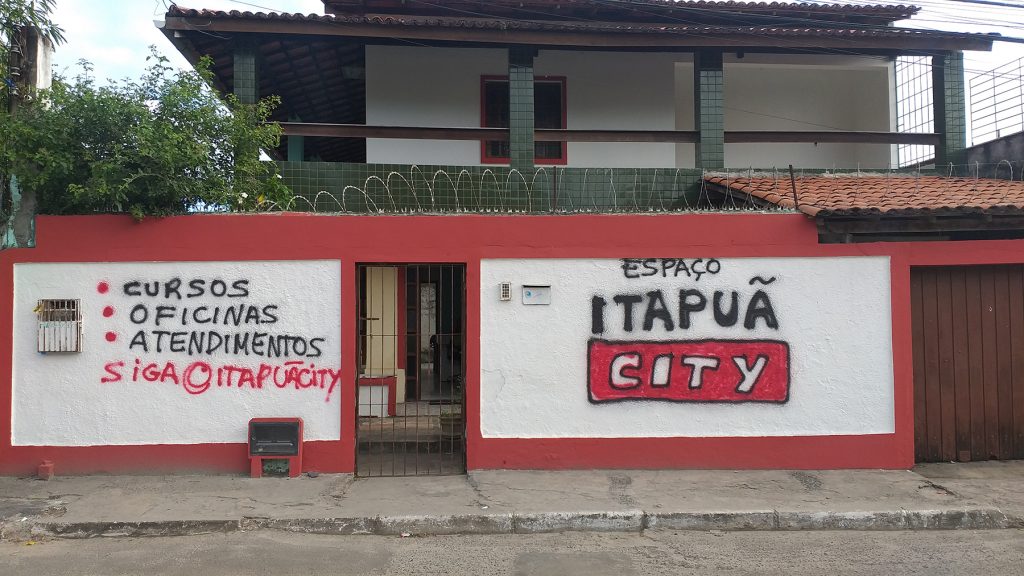 CURSOS
OFICINAS
ATENDIMENTOS
SIGA@ITAPUÃCITY
ESPAÇO
ITAPUÃ
CITY